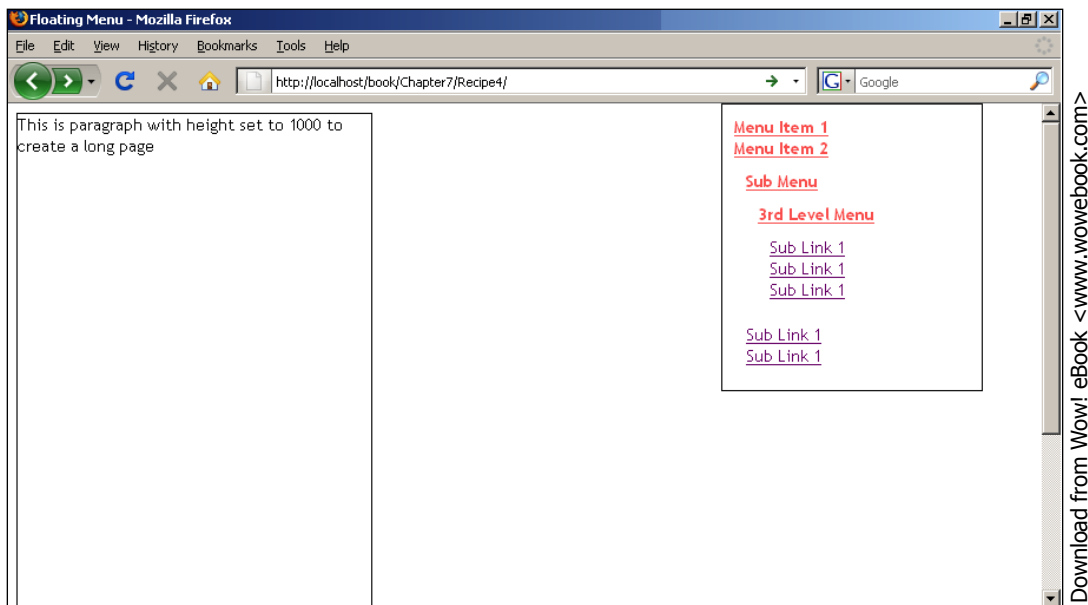 Floating Menu - Mozilla Firefox
File Edit View History Bookmarks Tools Help
http://localhost/book/Chapter7/Recipe4/
G
Google
This is paragraph with height set to 1000 to
create a long page
Menu Item 1
Menu Item 2
Sub Menu
3rd Level Menu
Sub Link 1
Sub Link 1
Sub Link 1
Sub Link 1
Sub Link 1
Download from Wow! eBook <www.wowebook.com>